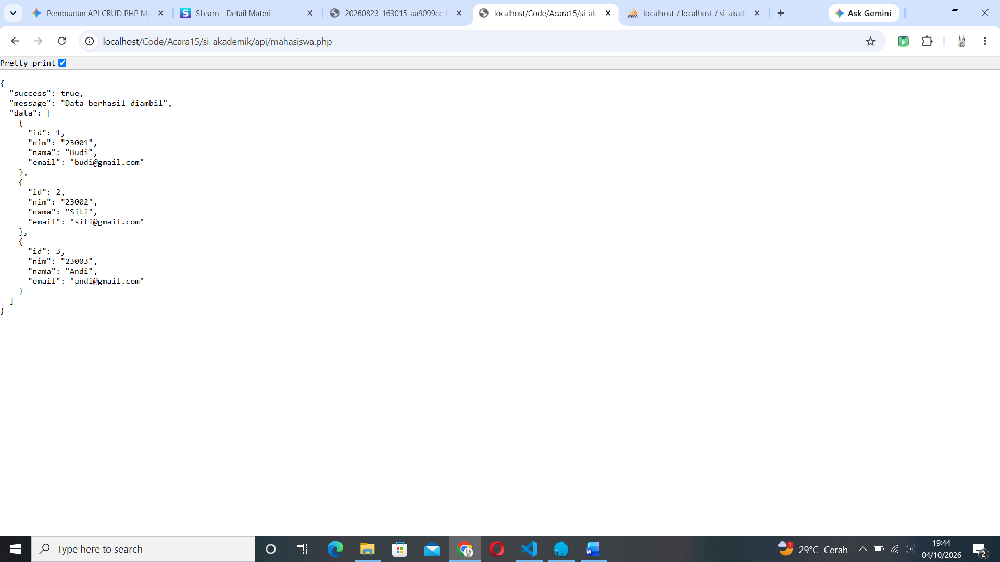 Pembuatan API CRUD PHP My
SLearn - Detail Materi
20260823_163015_aa9099cc_
localhost/Code/Acara15/si_ak
localhost / localhost / si_akad
Ask Gemini
localhost/Code/Acara15/si_akademik/api/mahasiswa.php
Pretty-print
{
  "success": true,
  "message": "Data berhasil diambil",
  "data": [
    {
      "id": 1,
      "nim": "23001",
      "nama": "Budi",
      "email": "budi@gmail.com"
    },
    {
      "id": 2,
      "nim": "23002",
      "nama": "Siti",
      "email": "siti@gmail.com"
    },
    {
      "id": 3,
      "nim": "23003",
      "nama": "Andi",
      "email": "andi@gmail.com"
    }
  ]
}
Type here to search
1
29°C Cerah
19:44
04/10/2026
2